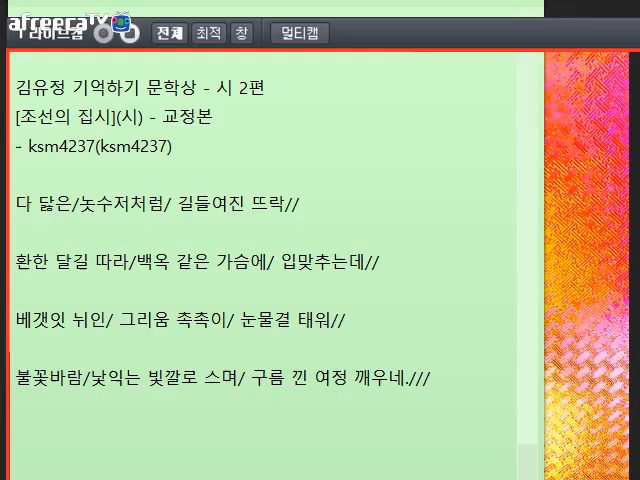 afreecaTV
라이브캠
전체 최적 창 멀티캠
김유정 기억하기 문학상 - 시 2편
[조선의 집시](시) - 교정본
- ksm4237(ksm4237)
다 닳은/놋수저처럼/ 길들여진 뜨락//
환한 달길 따라/백옥 같은 가슴에/ 입맞추는데//
베갯잇 뉘인/ 그리움 촉촉이/ 눈물결 태워//
불꽃바람/낯익는 빛깔로 스며/ 구름 낀 여정 깨우네.///